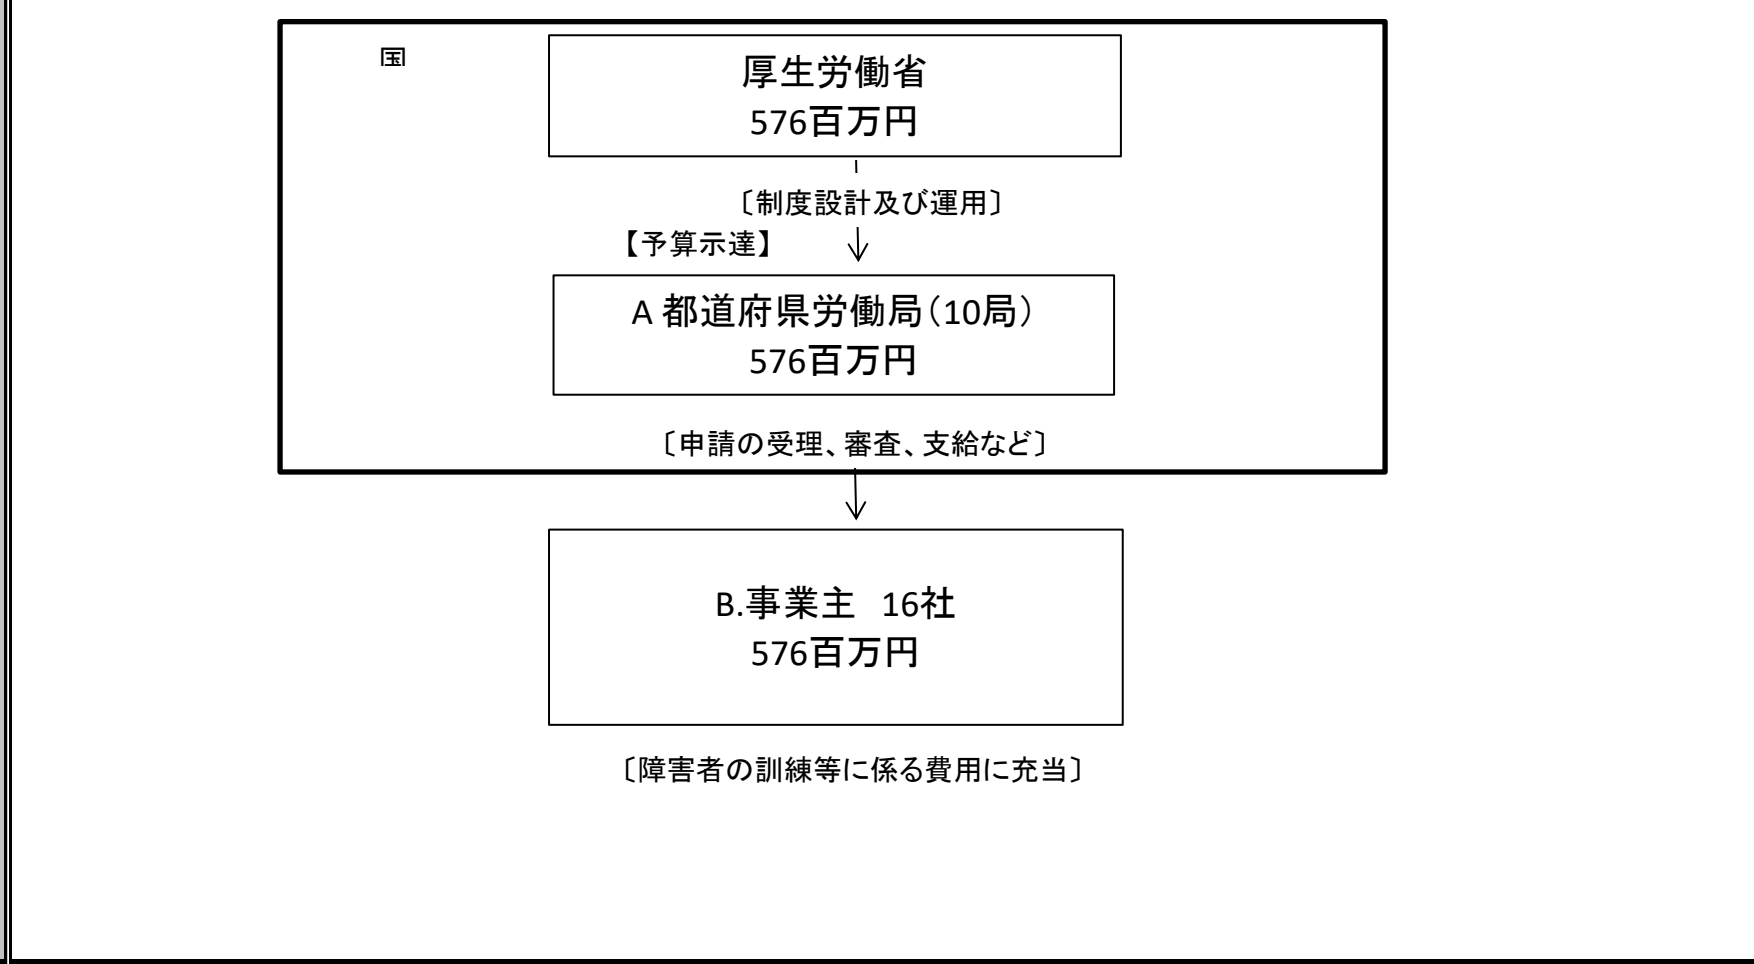 国
厚生労働省
576百万円
〔制度設計及び運用〕
【予算示達】
A 都道府県労働局（10局）
576百万円
〔申請の受理、審査、支給など〕
B.事業主　16社
576百万円
〔障害者の訓練等に係る費用に充当〕